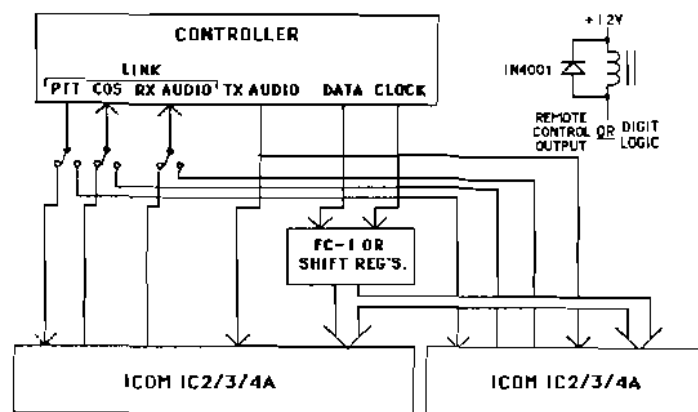 CONTROLLER
LINK
PTT COS RX AUDIO TX AUDIO DATA CLOCK
+12V
IN4001
REMOTE CONTROL OUTPUT OR DIGIT LOGIC
FC-1 OR
SHIFT REG'S.
ICOM IC2/3/4A
ICOM IC2/3/4A